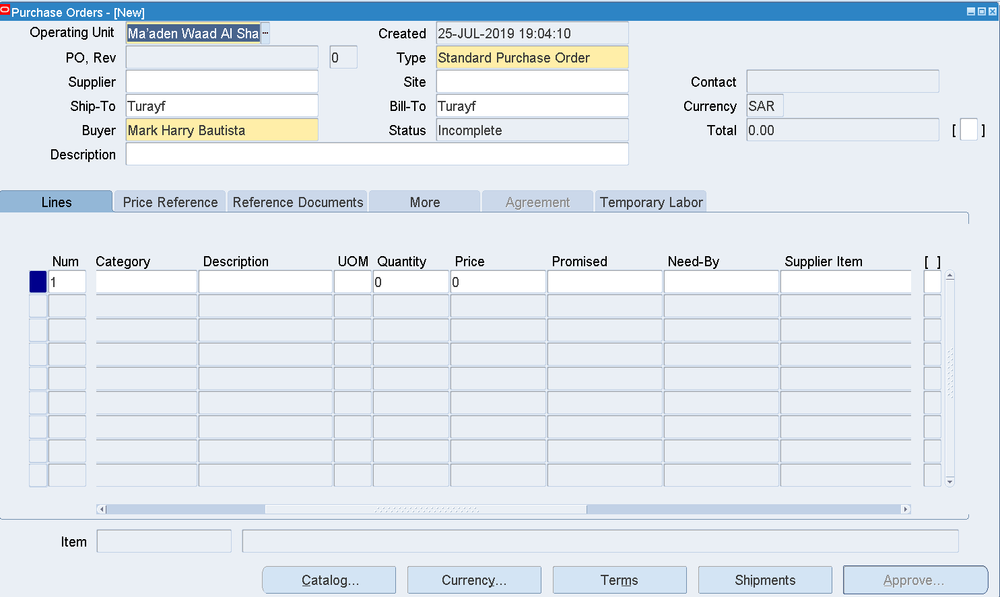 Purchase Orders - [New]
Operating Unit Ma'aden Waad Al Sha ... Created 25-JUL-2019 19:04:10
PO, Rev 0 Type Standard Purchase Order
Supplier Site Contact
Ship-To Turayf Bill-To Turayf Currency SAR
Buyer Mark Harry Bautista Status Incomplete Total 0.00 [ ]
Description
Lines Price Reference Reference Documents More Agreement Temporary Labor
Num Category Description UOM Quantity Price Promised Need-By Supplier Item [ ]
1 0 0
Item
Catalog... Currency... Terms Shipments Approve...